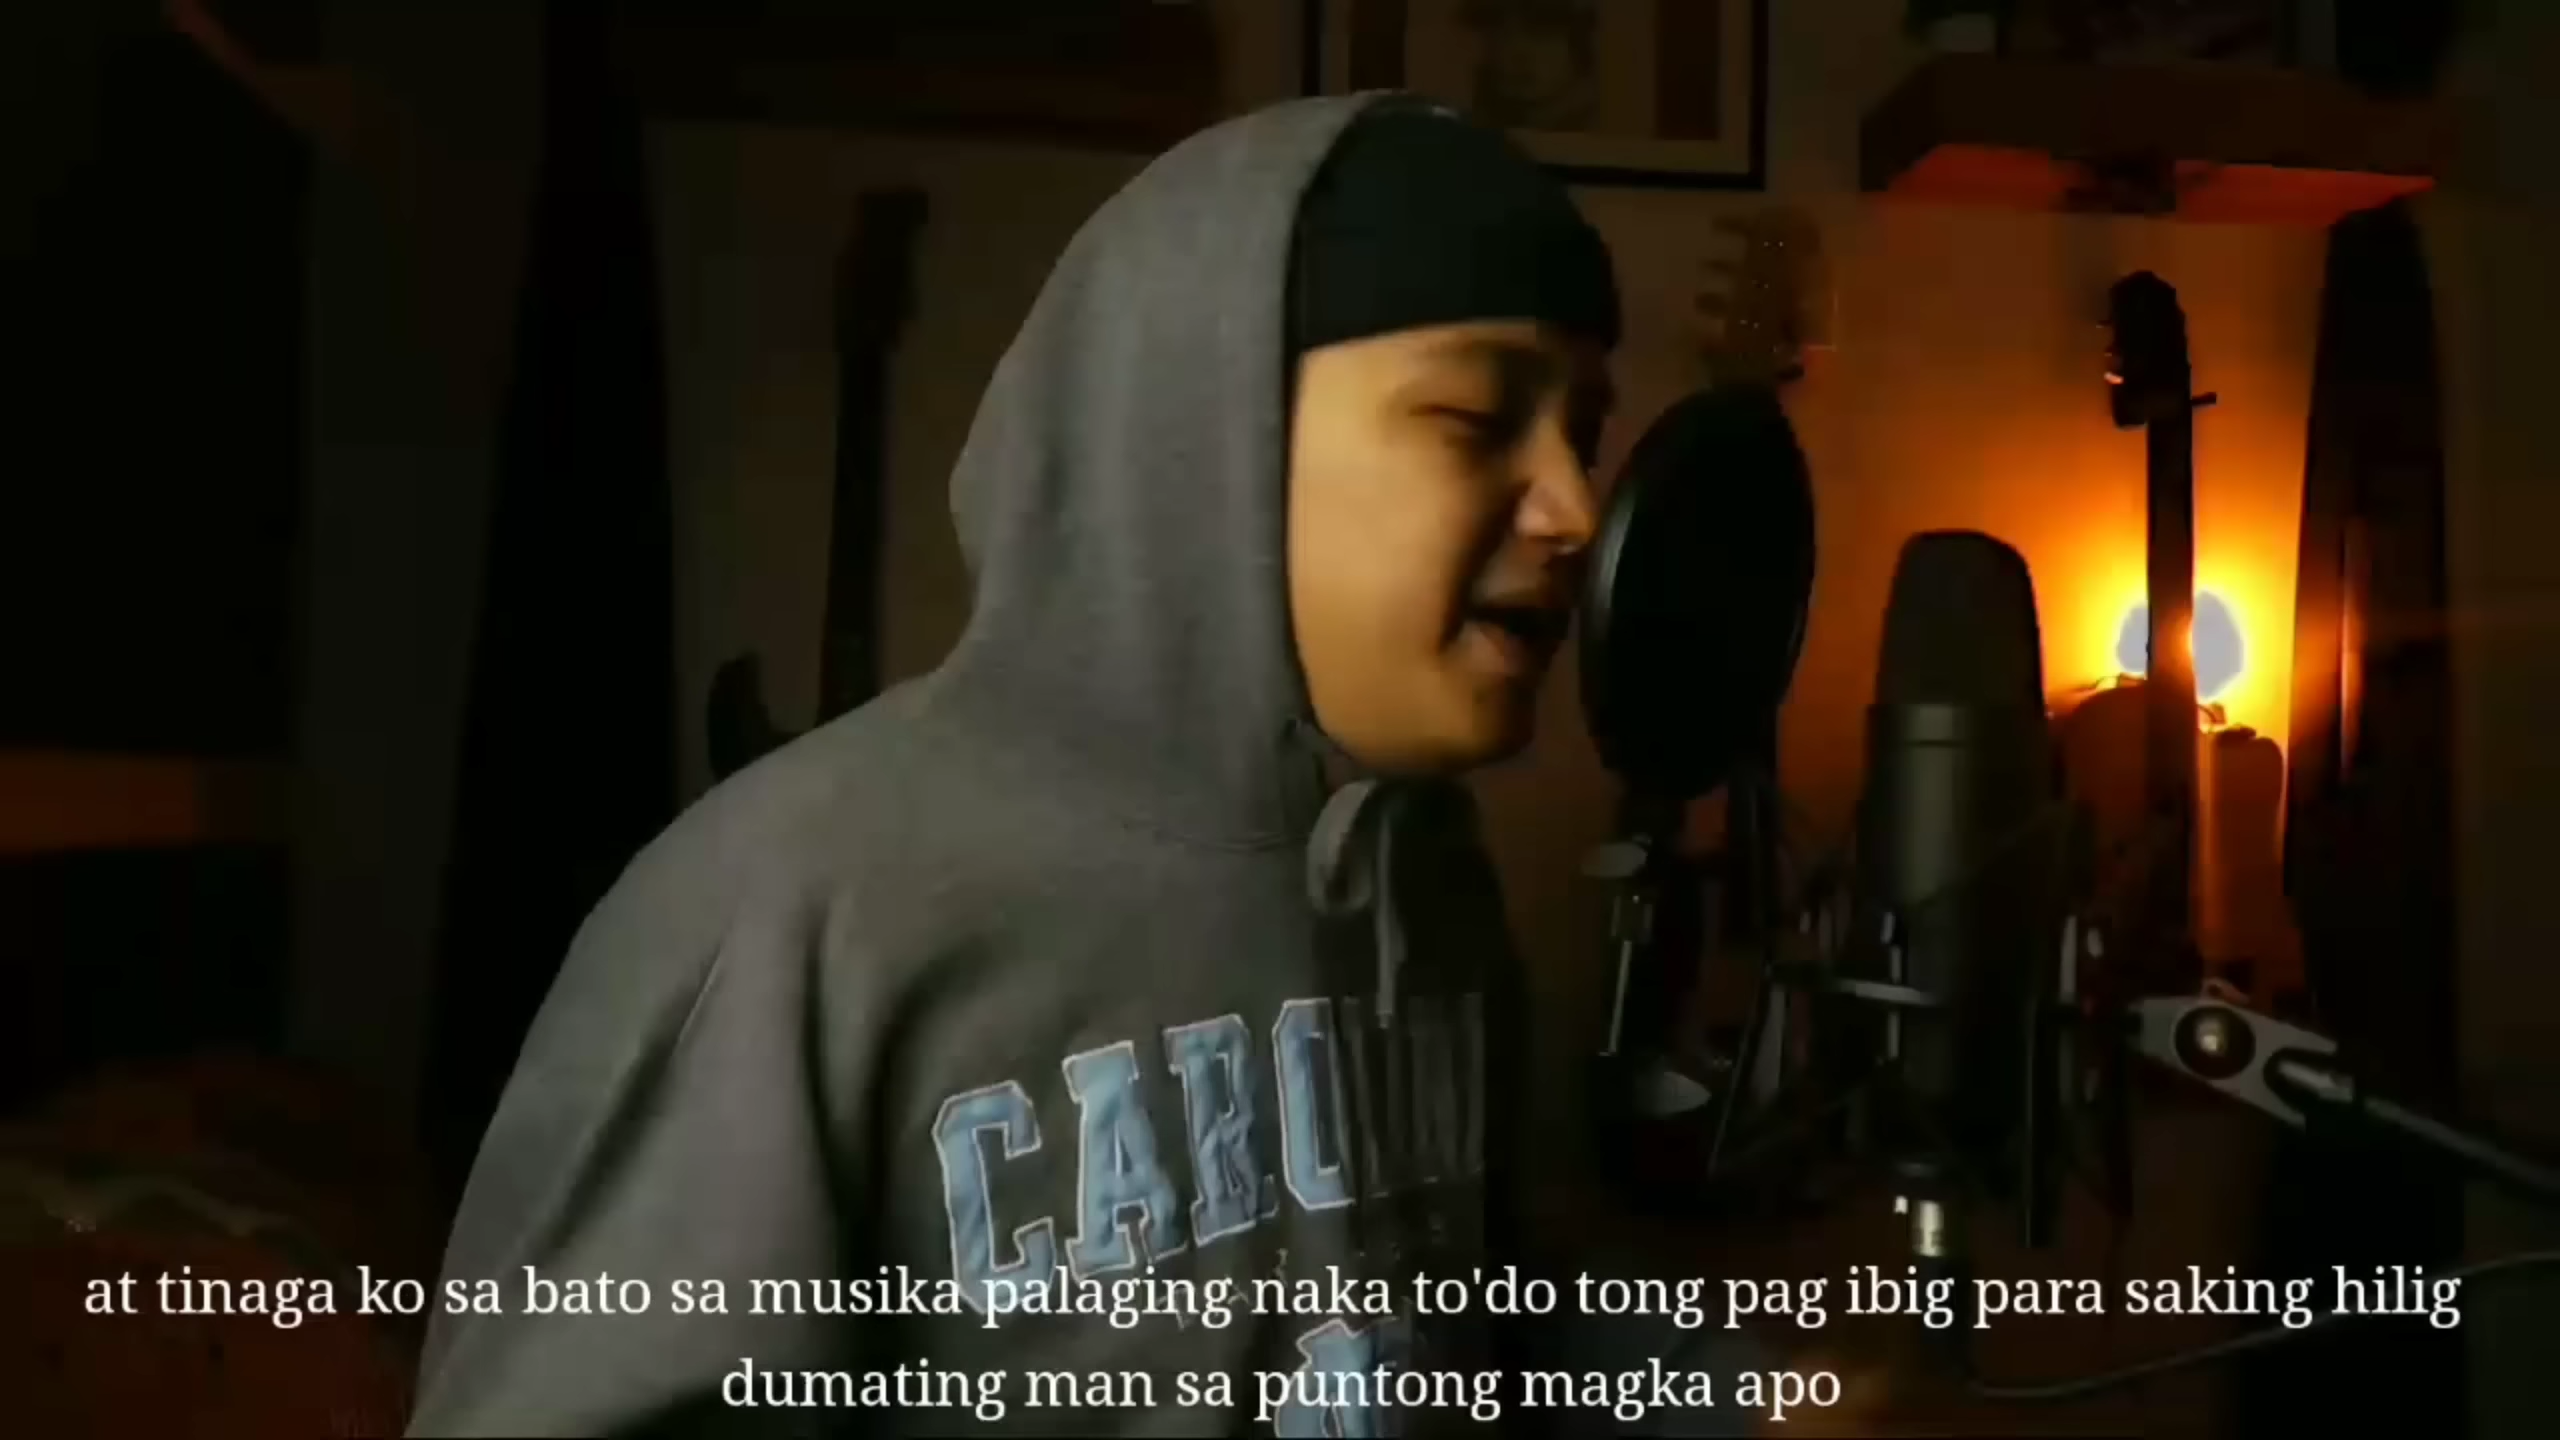 CARO
at tinaga ko sa bato sa musika palaging naka to'do tong pag ibig para saking hilig
dumating man sa puntong magka apo